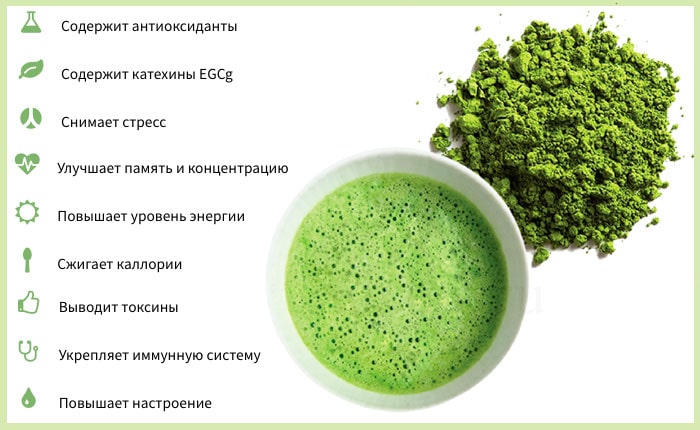 Содержит антиоксиданты
Содержит катехины EGCg
Снимает стресс
Улучшает память и концентрацию
Повышает уровень энергии
Сжигает каллории
Выводит токсины
Укрепляет иммунную систему
Повышает настроение